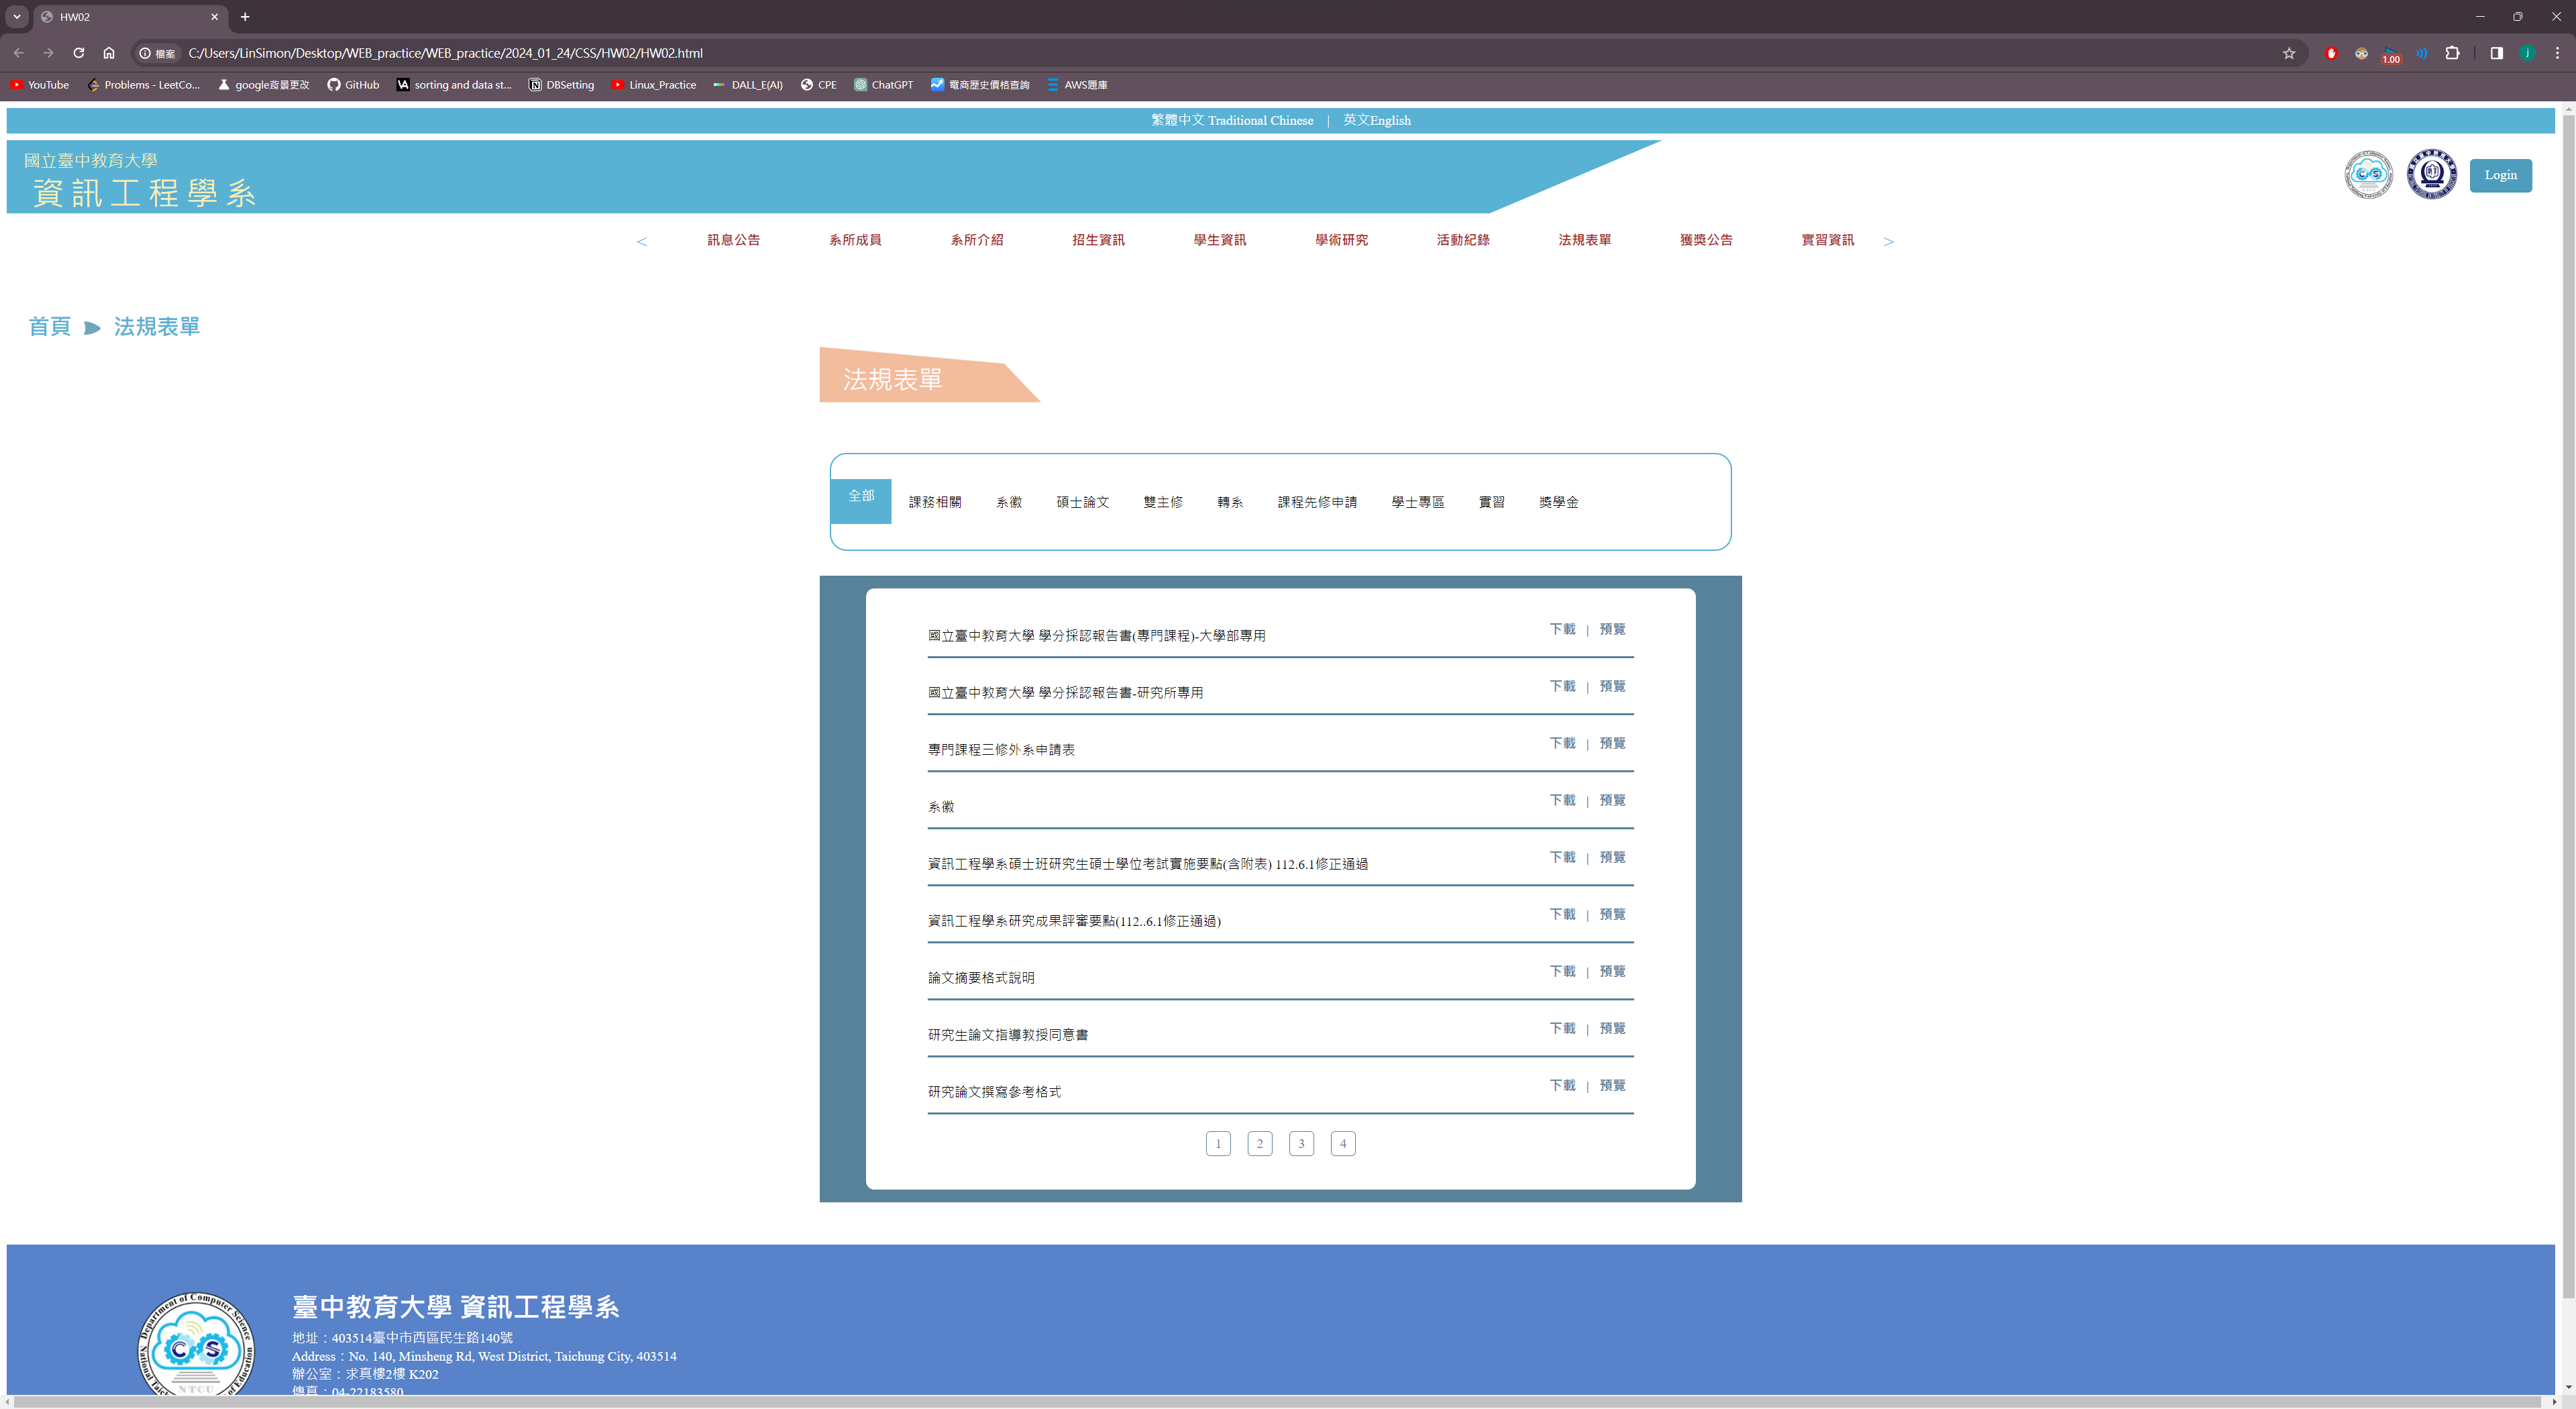 HW02
檔案 C:/Users/LinSimon/Desktop/WEB_practice/WEB_practice/2024_01_24/CSS/HW02/HW02.html
1.00
j
YouTube Problems - LeetCo... google背景更改 GitHub sorting and data st... DBSetting Linux_Practice DALL_E(AI) CPE ChatGPT 電商歷史價格查詢 AWS題庫
繁體中文 Traditional Chinese | 英文English
國立臺中教育大學
資訊工程學系
Login
< 訊息公告 系所成員 系所介紹 招生資訊 學生資訊 學術研究 活動紀錄 法規表單 獲獎公告 實習資訊 >
首頁 法規表單
法規表單
全部 課務相關 系徽 碩士論文 雙主修 轉系 課程先修申請 學士專區 實習 獎學金
國立臺中教育大學 學分採認報告書(專門課程)-大學部專用 下載 | 預覽
國立臺中教育大學 學分採認報告書-研究所專用 下載 | 預覽
專門課程三修外系申請表 下載 | 預覽
系徽 下載 | 預覽
資訊工程學系碩士班研究生碩士學位考試實施要點(含附表) 112.6.1修正通過 下載 | 預覽
資訊工程學系研究成果評審要點(112..6.1修正通過) 下載 | 預覽
論文摘要格式說明 下載 | 預覽
研究生論文指導教授同意書 下載 | 預覽
研究論文撰寫參考格式 下載 | 預覽
1 2 3 4
Department of Computer Science
CS
NTCU
臺中教育大學 資訊工程學系
地址：403514臺中市西區民生路140號
Address：No. 140, Minsheng Rd, West District, Taichung City, 403514
辦公室：求真樓2樓 K202
傳真：04-22183580